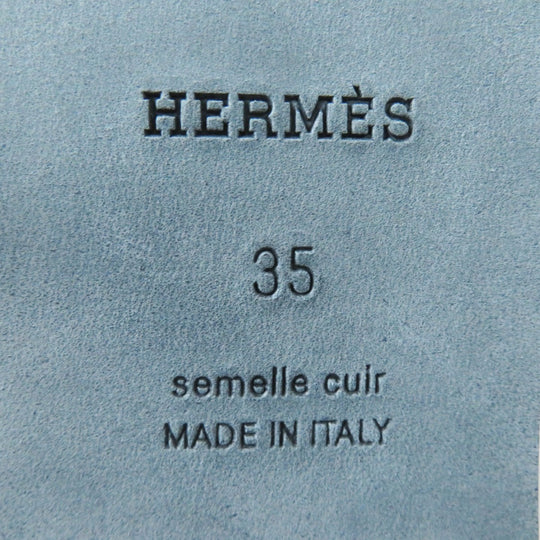 HERMÈS
35
semelle cuir
MADE IN ITALY